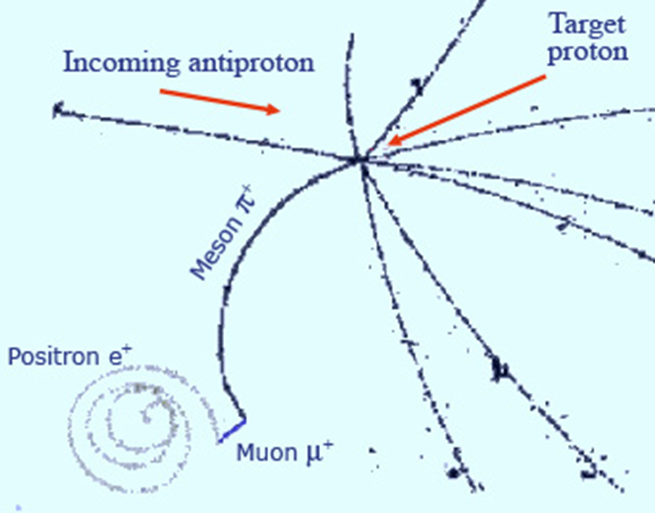 Target
proton
Incoming antiproton
Meson π⁺
Positron e⁺
Muon μ⁺